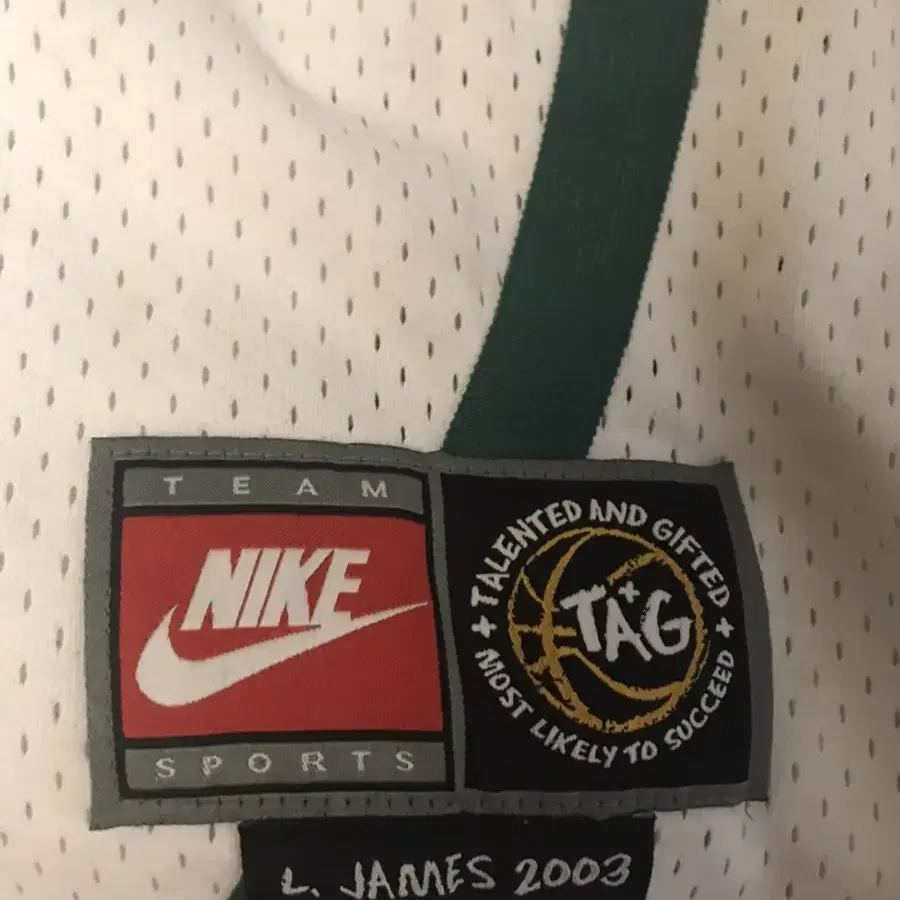 TEAM
NIKE
SPORTS
+ TALENTED AND GIFTED +
TAG
MOST LIKELY TO SUCCEED
L. JAMES 2003